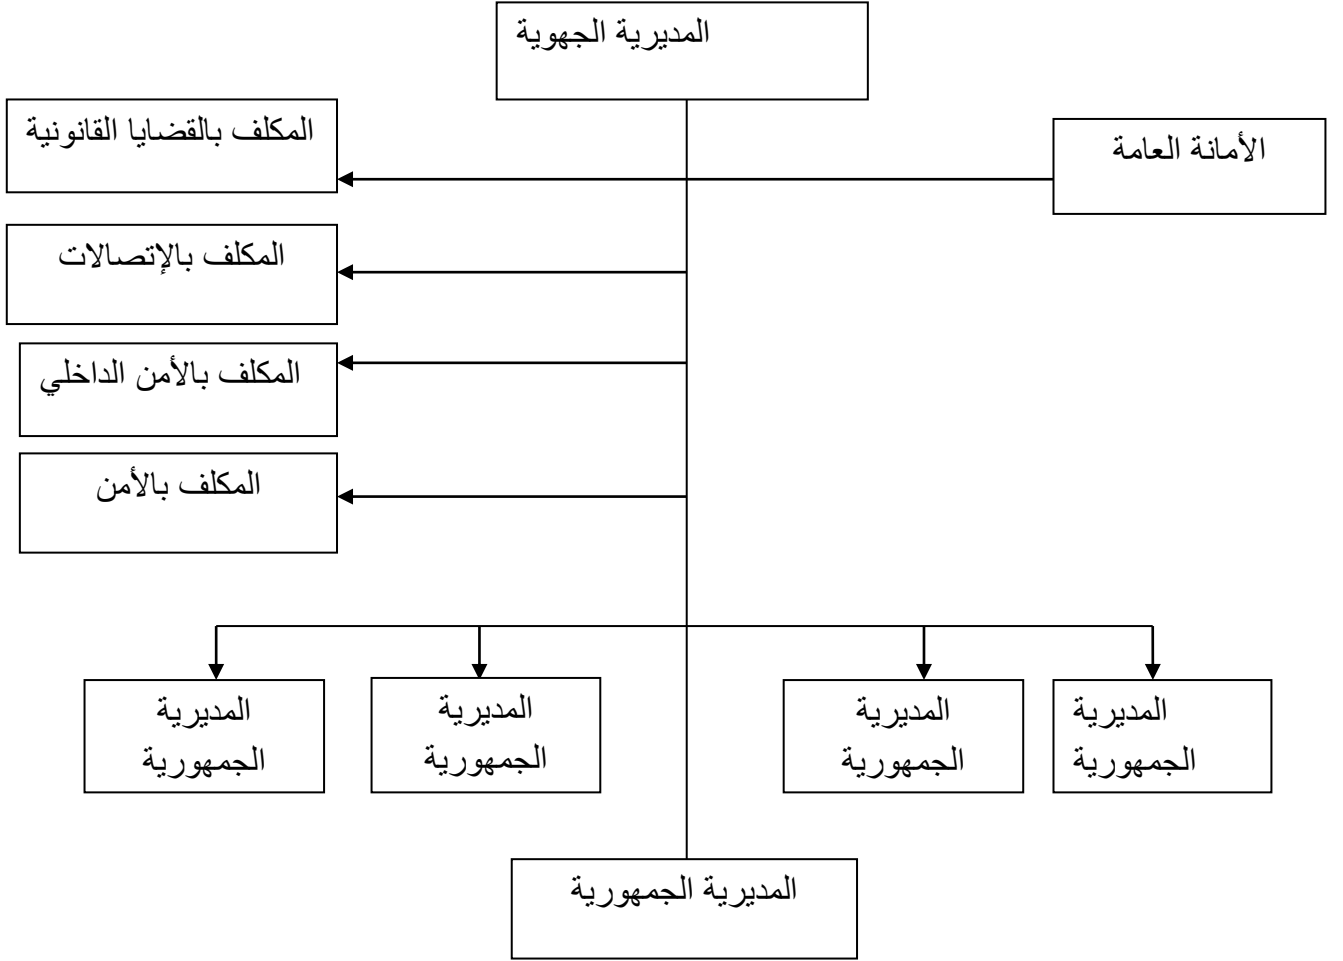 المديرية الجهوية
الأمانة العامة
المكلف بالقضايا القانونية
المكلف بالإتصالات
المكلف بالأمن الداخلي
المكلف بالأمن
المديرية
الجمهورية
المديرية
الجمهورية
المديرية
الجمهورية
المديرية
الجمهورية
المديرية الجمهورية